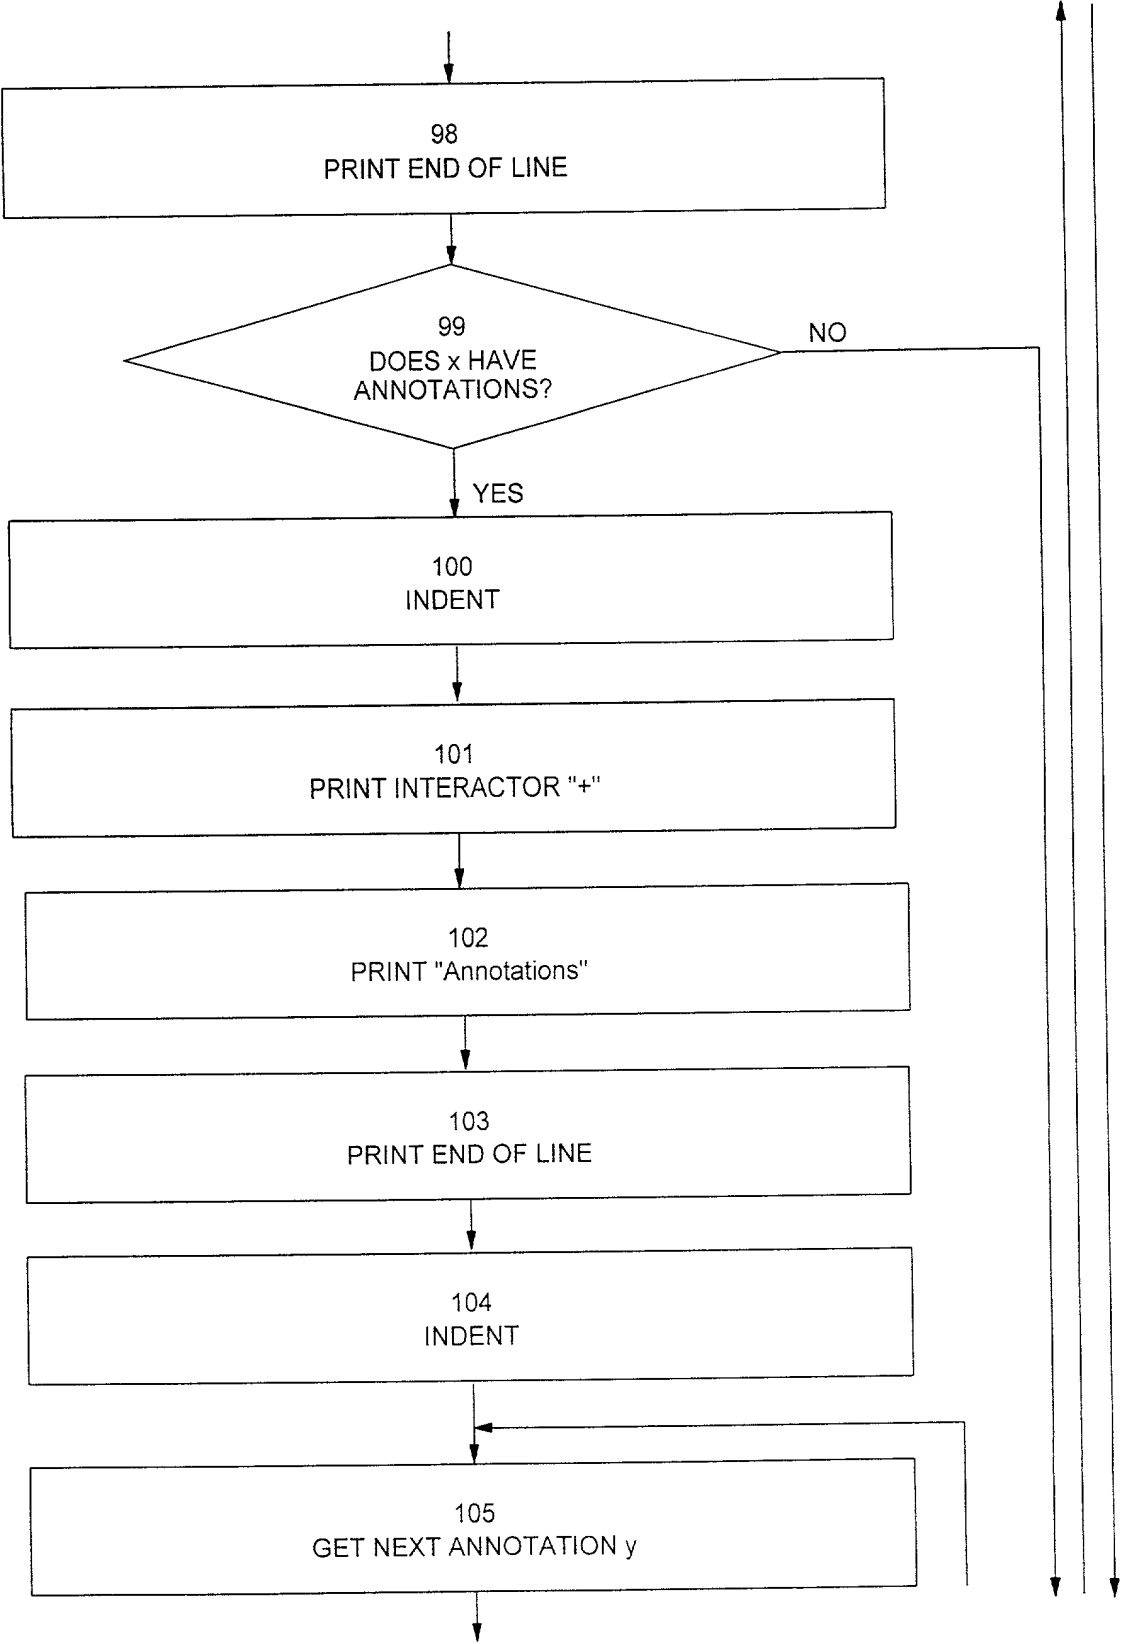 98
PRINT END OF LINE
99
DOES x HAVE
ANNOTATIONS?
NO
YES
100
INDENT
101
PRINT INTERACTOR "+"
102
PRINT "Annotations"
103
PRINT END OF LINE
104
INDENT
105
GET NEXT ANNOTATION y